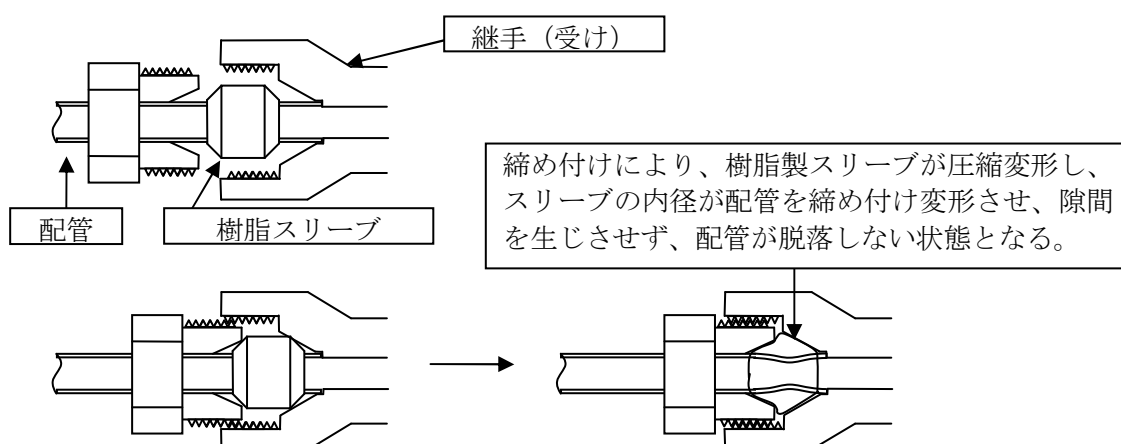 継手（受け）
締め付けにより、樹脂製スリーブが圧縮変形し、
スリーブの内径が配管を締め付け変形させ、隙間
を生じさせず、配管が脱落しない状態となる。
配管
樹脂スリーブ